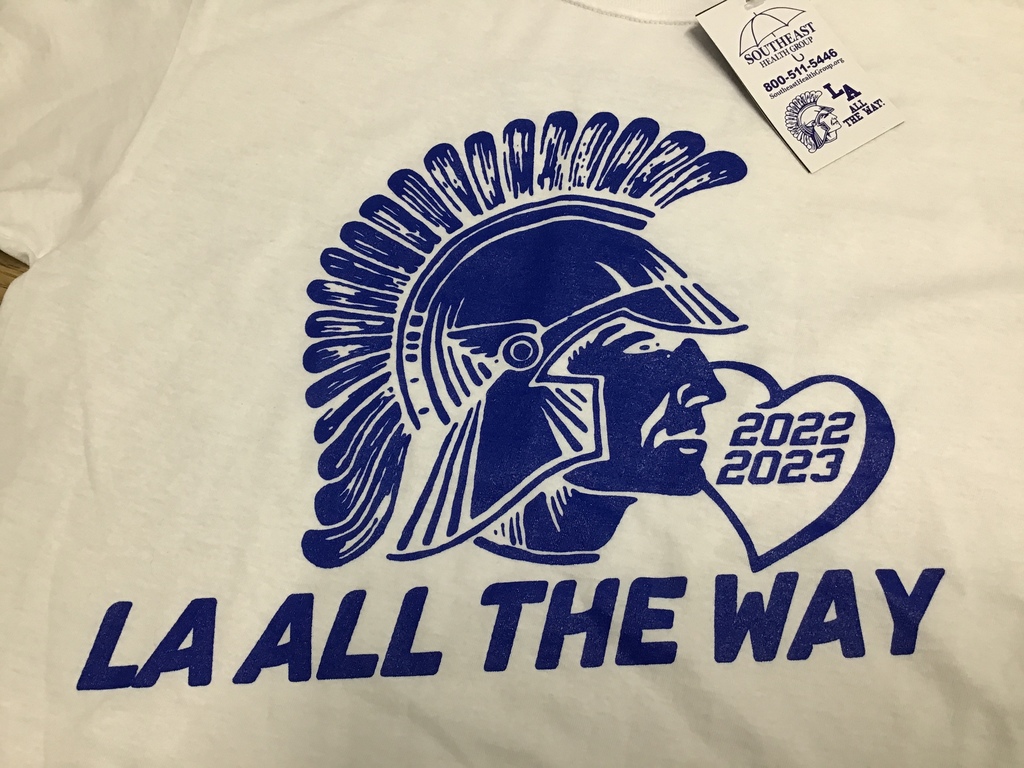 SOUTHEAST
HEALTH GROUP
800-511-5446
SoutheastHealthGroup.org
LA
ALL
THE WAY!
2022
2023
LA ALL THE WAY